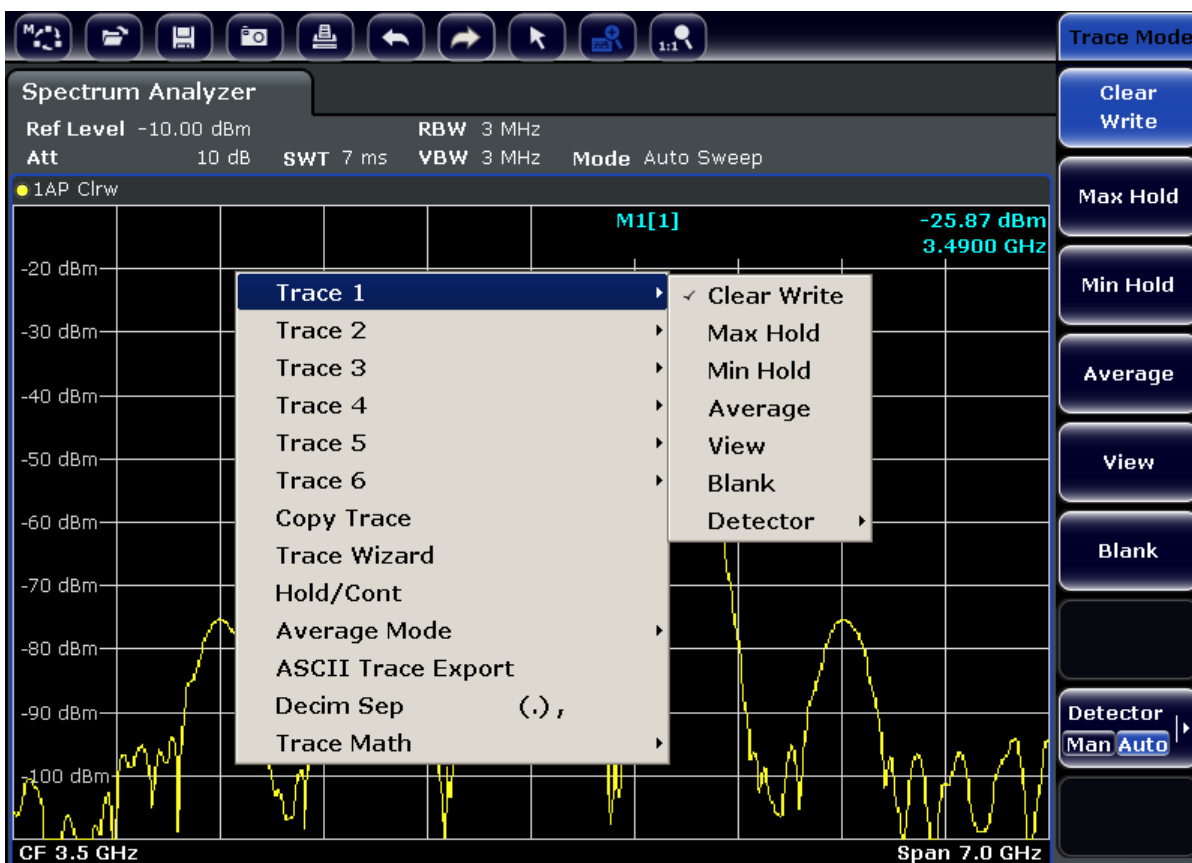 M
1:1
Trace Mode
Spectrum Analyzer
Ref Level -10.00 dBm RBW 3 MHz
Att 10 dB SWT 7 ms VBW 3 MHz Mode Auto Sweep
1AP Clrw
M1[1] -25.87 dBm
3.4900 GHz
-20 dBm
-30 dBm
-40 dBm
-50 dBm
-60 dBm
-70 dBm
-80 dBm
-90 dBm
-100 dBm
CF 3.5 GHz Span 7.0 GHz
Trace 1
Trace 2
Trace 3
Trace 4
Trace 5
Trace 6
Copy Trace
Trace Wizard
Hold/Cont
Average Mode
ASCII Trace Export
Decim Sep (.) ,
Trace Math
Clear Write
Max Hold
Min Hold
Average
View
Blank
Detector
Clear
Write
Max Hold
Min Hold
Average
View
Blank
Detector
Man Auto